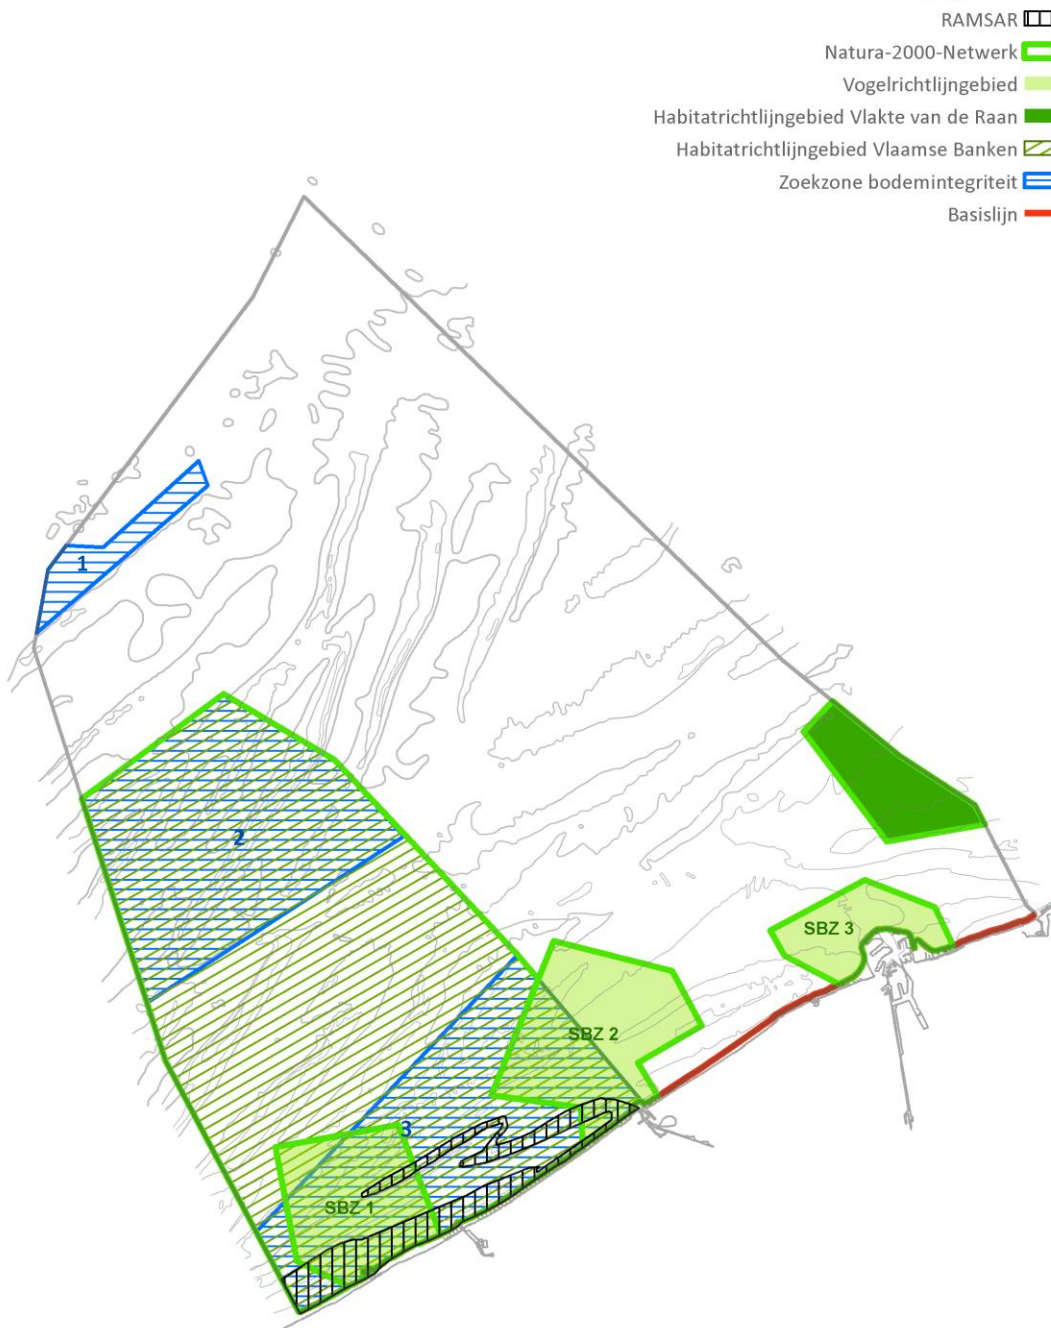 RAMSAR
Natura-2000-Netwerk
Vogelrichtlijngebied
Habitatrichtlijngebied Vlakte van de Raan
Habitatrichtlijngebied Vlaamse Banken
Zoekzone bodemintegriteit
Basislijn
1
2
SBZ 3
SBZ 2
3
SBZ 1